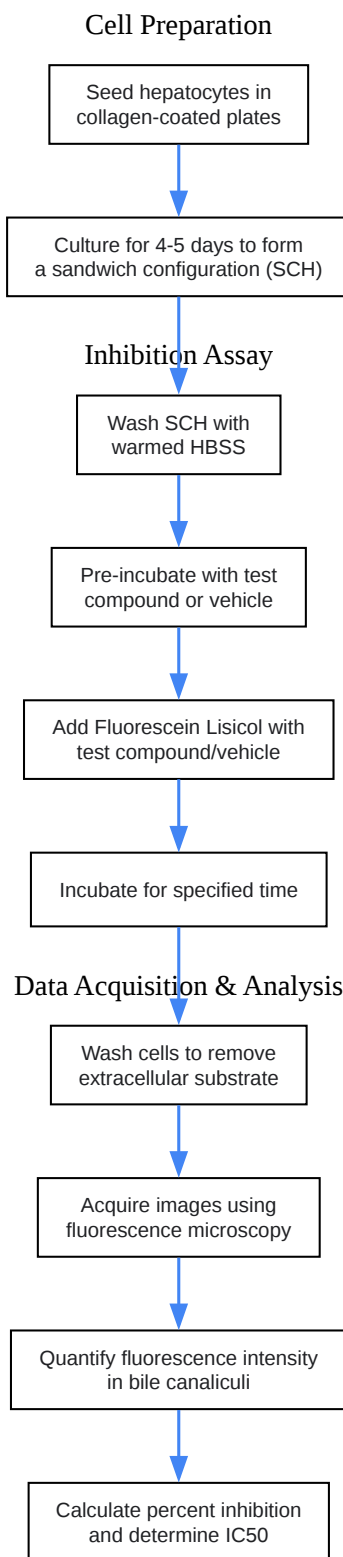 Cell Preparation
Seed hepatocytes in
collagen-coated plates
Culture for 4-5 days to form
a sandwich configuration (SCH)
Inhibition Assay
Wash SCH with
warmed HBSS
Pre-incubate with test
compound or vehicle
Add Fluorescein Lisicol with
test compound/vehicle
Incubate for specified time
Data Acquisition & Analysis
Wash cells to remove
extracellular substrate
Acquire images using
fluorescence microscopy
Quantify fluorescence intensity
in bile canaliculi
Calculate percent inhibition
and determine IC50